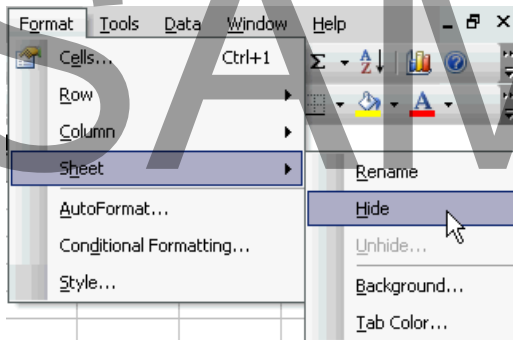 Format Tools Data Window Help
Cells... Ctrl+1
Row
Column
Sheet
AutoFormat...
Conditional Formatting...
Style...
Rename
Hide
Unhide...
Background...
Tab Color...